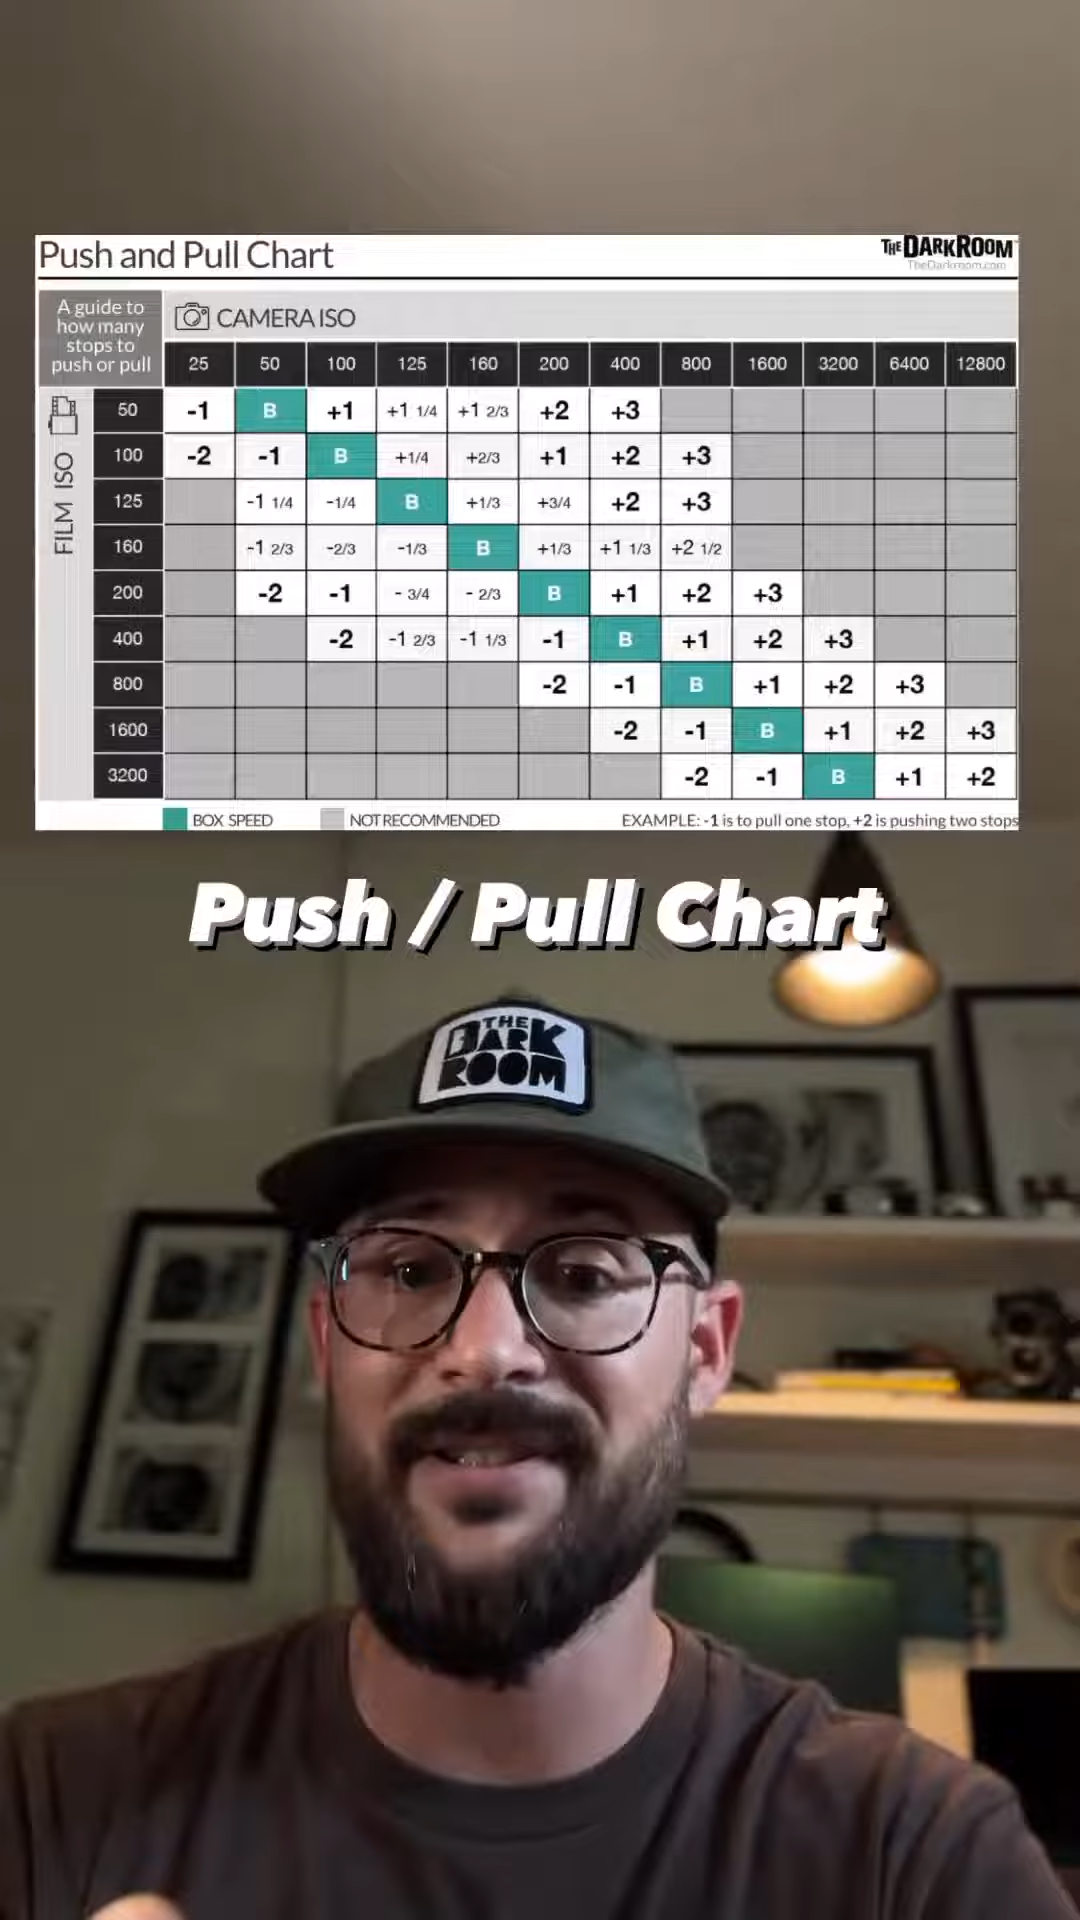 Push and Pull Chart
THE DARKROOM
TheDarkroom.com
A guide to
how many
stops to
push or pull
CAMERA ISO
25 50 100 125 160 200 400 800 1600 3200 6400 12800
FILM ISO
50 -1 B +1 +1 1/4 +1 2/3 +2 +3
100 -2 -1 B +1/4 +2/3 +1 +2 +3
125 -1 1/4 -1/4 B +1/3 +3/4 +2 +3
160 -1 2/3 -2/3 -1/3 B +1/3 +1 1/3 +2 1/2
200 -2 -1 - 3/4 - 2/3 B +1 +2 +3
400 -2 -1 2/3 -1 1/3 -1 B +1 +2 +3
800 -2 -1 B +1 +2 +3
1600 -2 -1 B +1 +2 +3
3200 -2 -1 B +1 +2
BOX SPEED NOT RECOMMENDED EXAMPLE: -1 is to pull one stop, +2 is pushing two stops
Push / Pull Chart
THE
DARK
ROOM